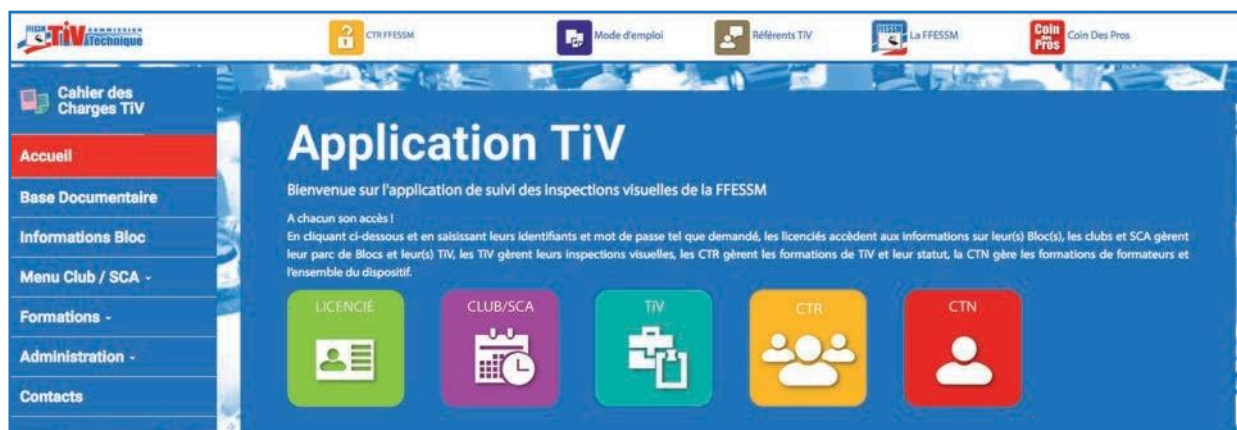 FFESSM
TiV COMMISSION
Technique
CTR FFESSM
Mode d'emploi
Référents TiV
FFESSM
La FFESSM
Coin
des
Pros
Coin Des Pros
Cahier des
Charges TiV
Accueil
Base Documentaire
Informations Bloc
Menu Club / SCA -
Formations -
Administration -
Contacts
Application TiV
Bienvenue sur l'application de suivi des inspections visuelles de la FFESSM
A chacun son accès !
En cliquant ci-dessous et en saisissant leurs identifiants et mot de passe tel que demandé, les licenciés accèdent aux informations sur leur(s) Bloc(s), les clubs et SCA gèrent
leur parc de Blocs et leur(s) TiV, les TiV gèrent leurs inspections visuelles, les CTR gèrent les formations de TiV et leur statut, la CTN gère les formations de formateurs et
l'ensemble du dispositif.
LICENCIÉ
CLUB/SCA
TiV
CTR
CTN